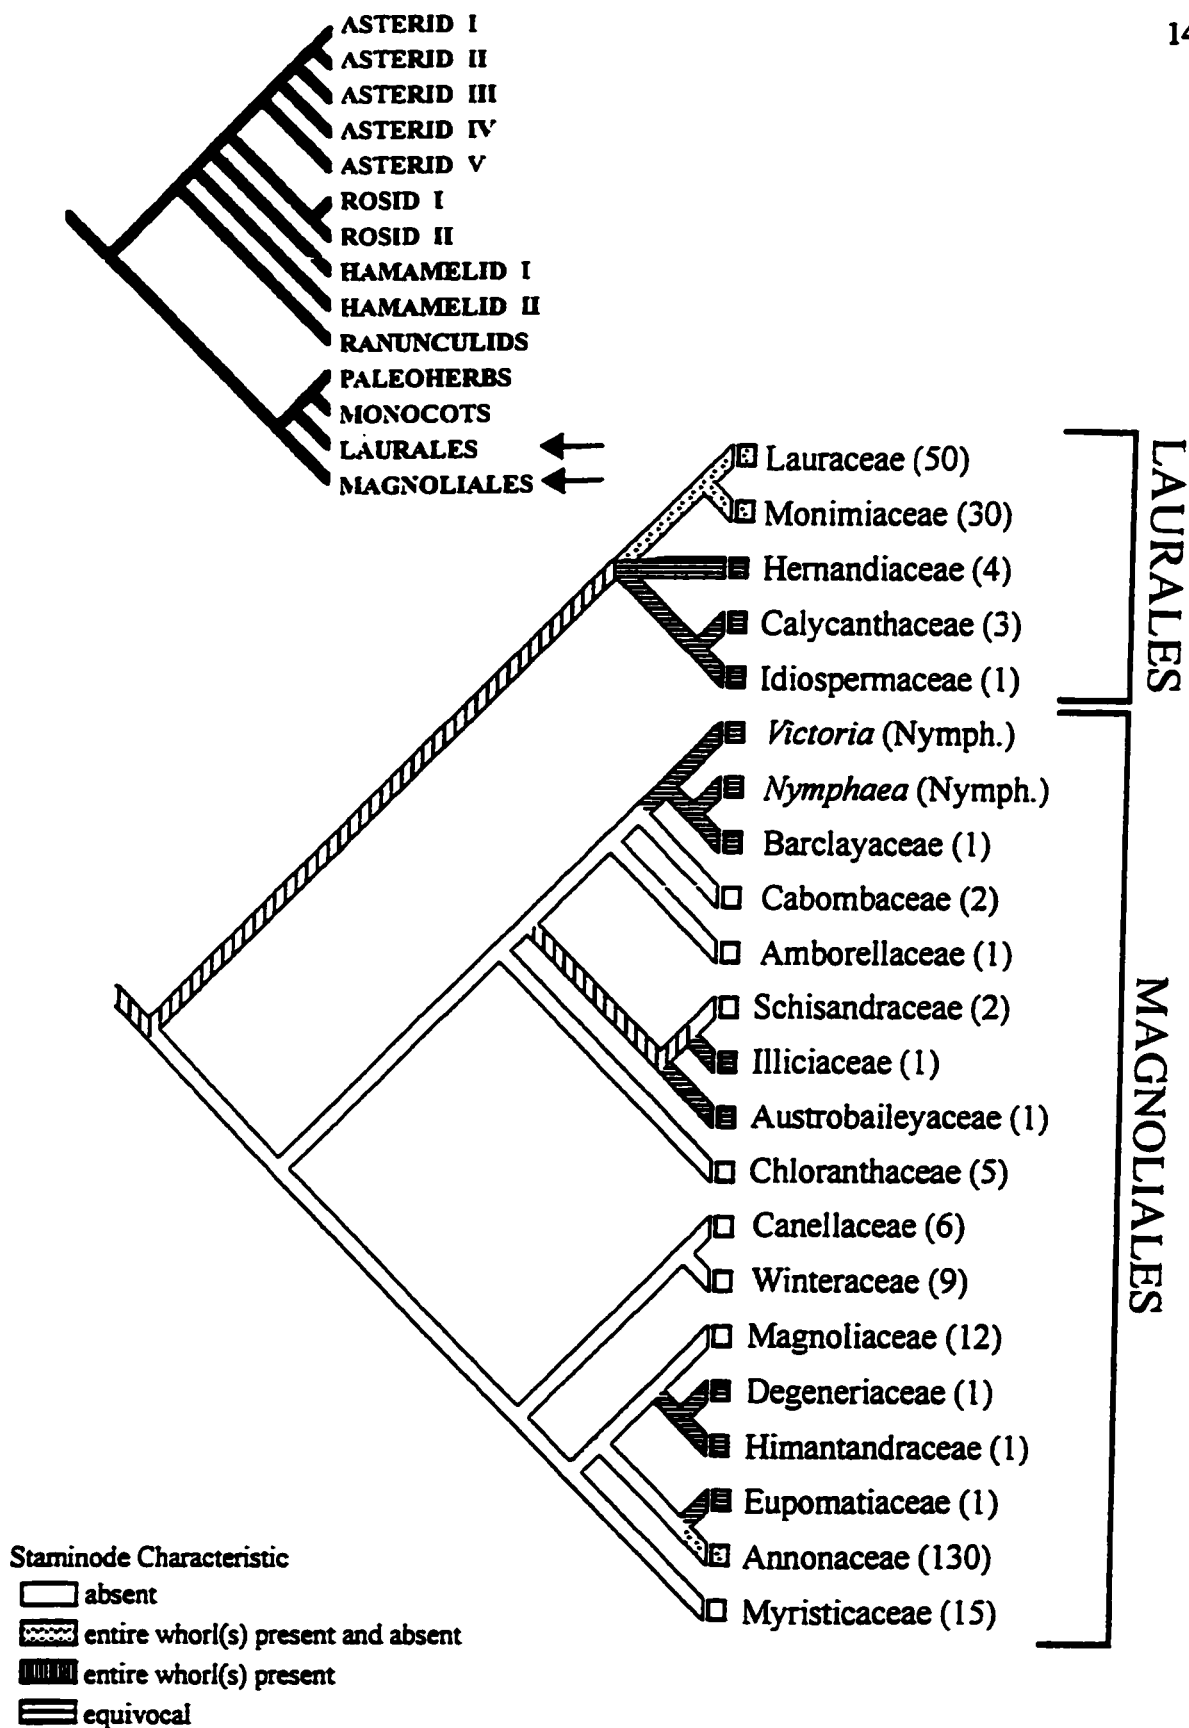 14
ASTERID I
ASTERID II
ASTERID III
ASTERID IV
ASTERID V
ROSID I
ROSID II
HAMAMELID I
HAMAMELID II
RANUNCULIDS
PALEOHERBS
MONOCOTS
LAURALES
MAGNOLIALES
Lauraceae (50)
Monimiaceae (30)
Hernandiaceae (4)
Calycanthaceae (3)
Idiospermaceae (1)
LAURALES
Victoria (Nymph.)
Nymphaea (Nymph.)
Barclayaceae (1)
Cabombaceae (2)
Amborellaceae (1)
Schisandraceae (2)
Illiciaceae (1)
Austrobaileyaceae (1)
Chloranthaceae (5)
Canellaceae (6)
Winteraceae (9)
Magnoliaceae (12)
Degeneriaceae (1)
Himantandraceae (1)
Eupomatiaceae (1)
Annonaceae (130)
Myristicaceae (15)
MAGNOLIALES
Staminode Characteristic
absent
entire whorl(s) present and absent
entire whorl(s) present
equivocal